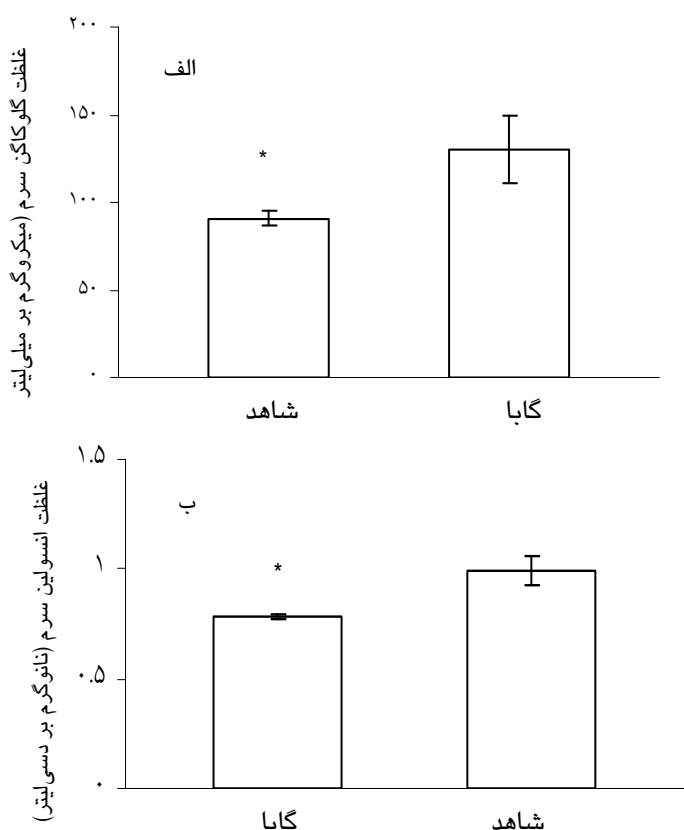 غلظت گلوکاگن سرم (میکروگرم بر میلی‌لیتر
۲۰۰
۱۵۰
۱۰۰
۵۰
۰
الف
*
شاهد گابا
غلظت انسولین سرم (نانوگرم بر دسی‌لیتر)
۱.۵
۱
۰.۵
۰
ب
*
گابا شاهد